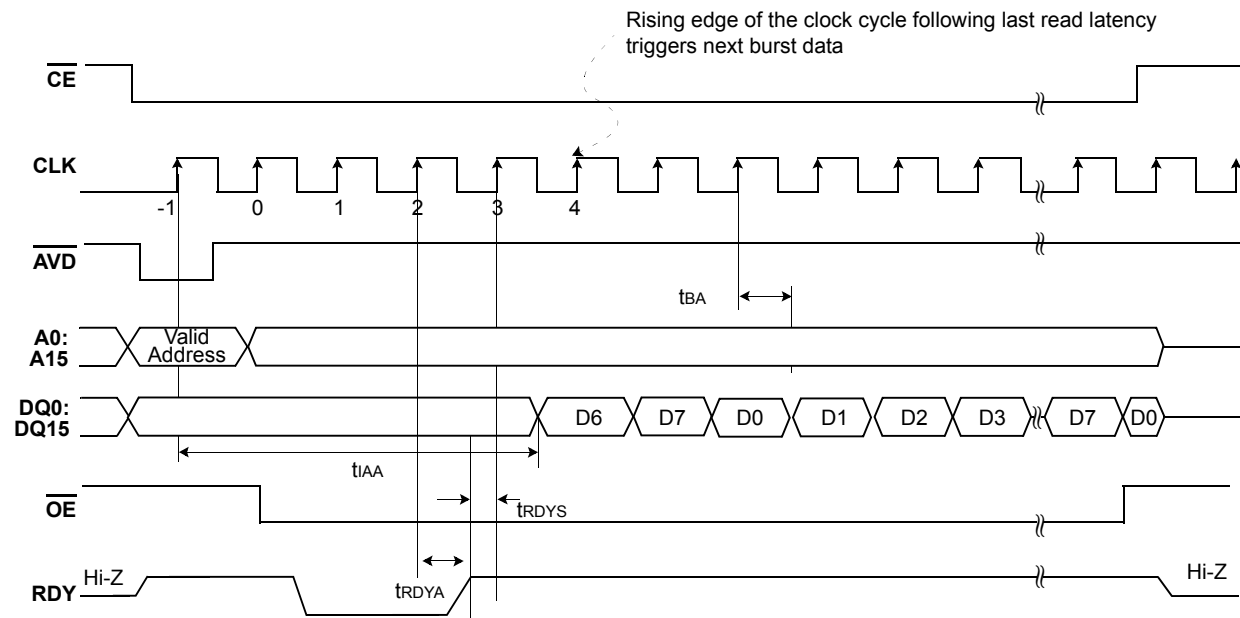 Rising edge of the clock cycle following last read latency
triggers next burst data
CE
CLK
-1 0 1 2 3 4
AVD
tBA
A0:
A15
Valid
Address
DQ0:
DQ15
D6 D7 D0 D1 D2 D3 D7 D0
tIAA
OE
tRDYS
Hi-Z
RDY
tRDYA
Hi-Z